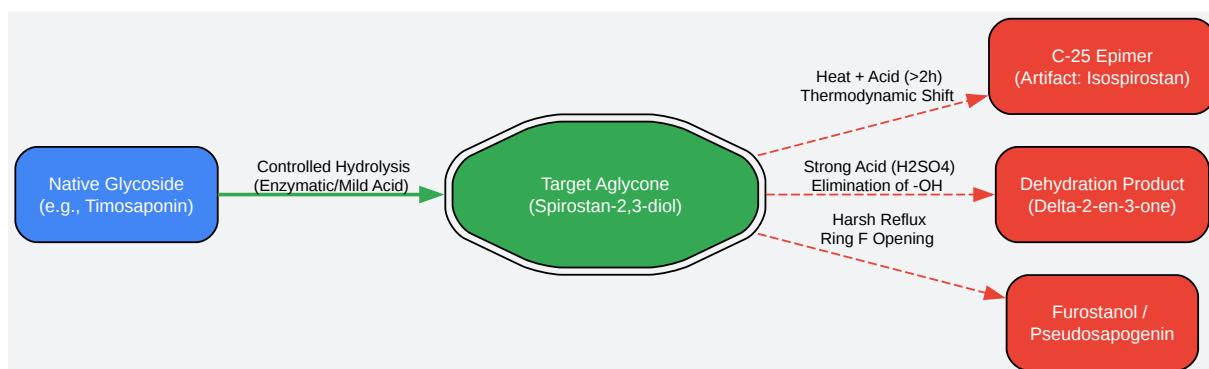 Native Glycoside
(e.g., Timosaponin)
Controlled Hydrolysis
(Enzymatic/Mild Acid)
Target Aglycone
(Spirostan-2,3-diol)
Heat + Acid (>2h)
Thermodynamic Shift
C-25 Epimer
(Artifact: Isospirostan)
Strong Acid (H2SO4)
Elimination of -OH
Dehydration Product
(Delta-2-en-3-one)
Harsh Reflux
Ring F Opening
Furostanol /
Pseudosapogenin